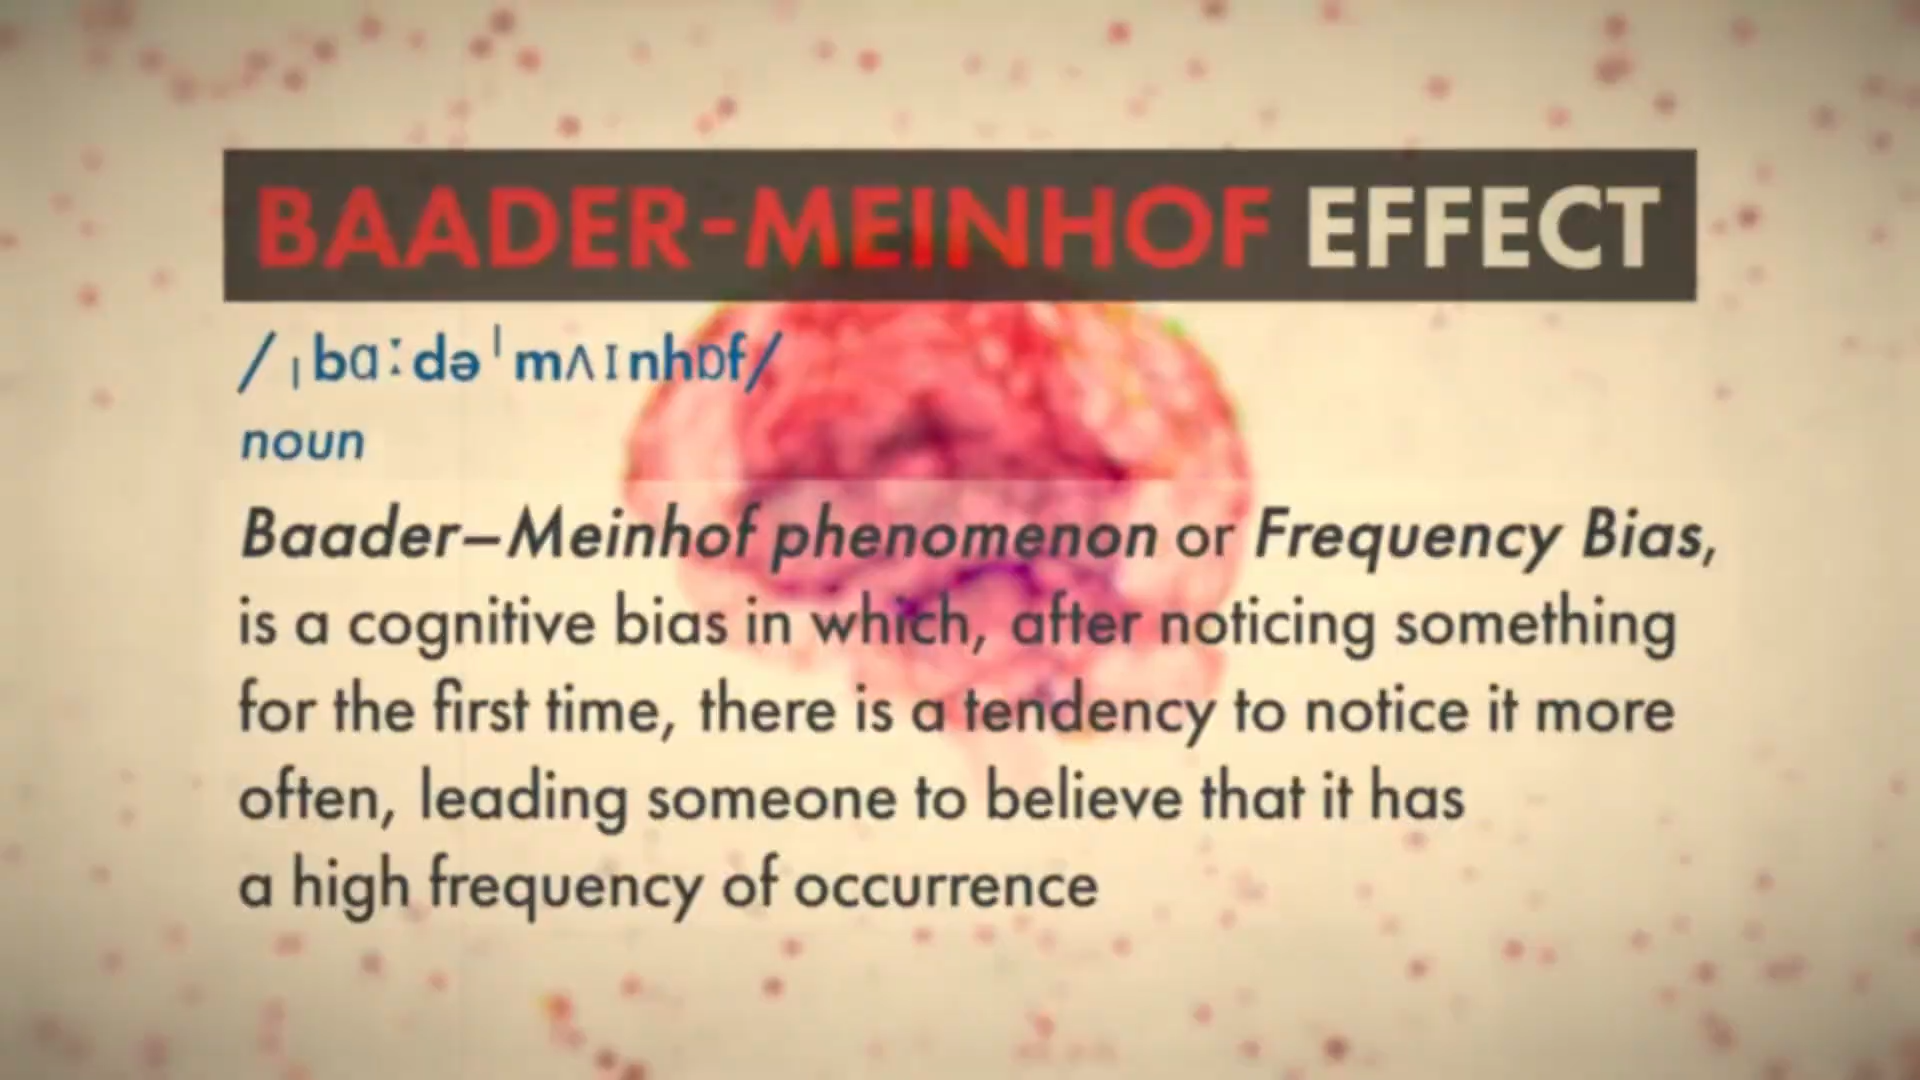 BAADER-MEINHOF EFFECT
/ˌbɑːdəˈmʌɪnhɒf/
noun
Baader–Meinhof phenomenon or Frequency Bias,
is a cognitive bias in which, after noticing something
for the first time, there is a tendency to notice it more
often, leading someone to believe that it has
a high frequency of occurrence